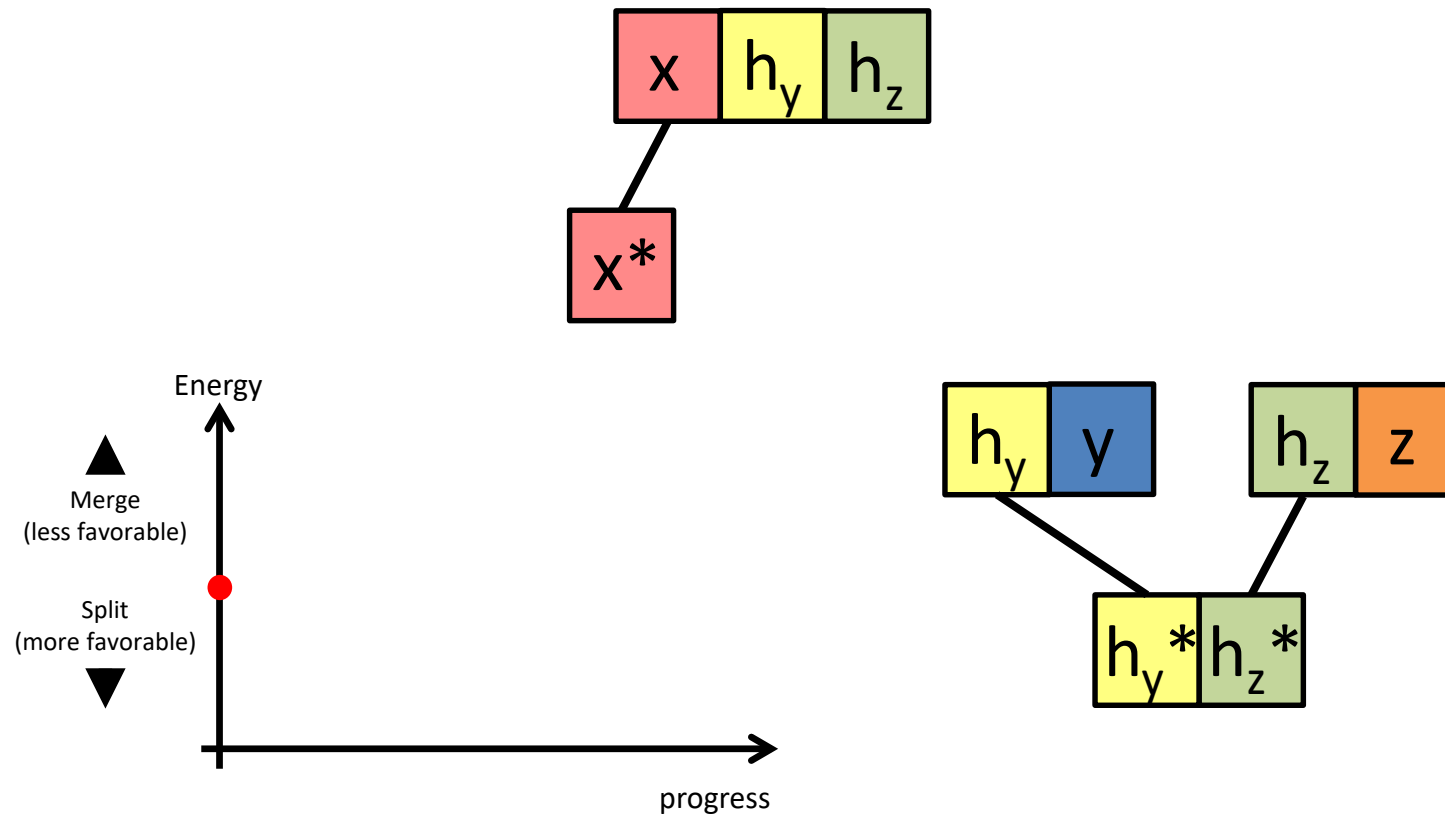 x h_y h_z
x*
Energy
Merge
(less favorable)
Split
(more favorable)
h_y y h_z z
h_y* h_z*
progress